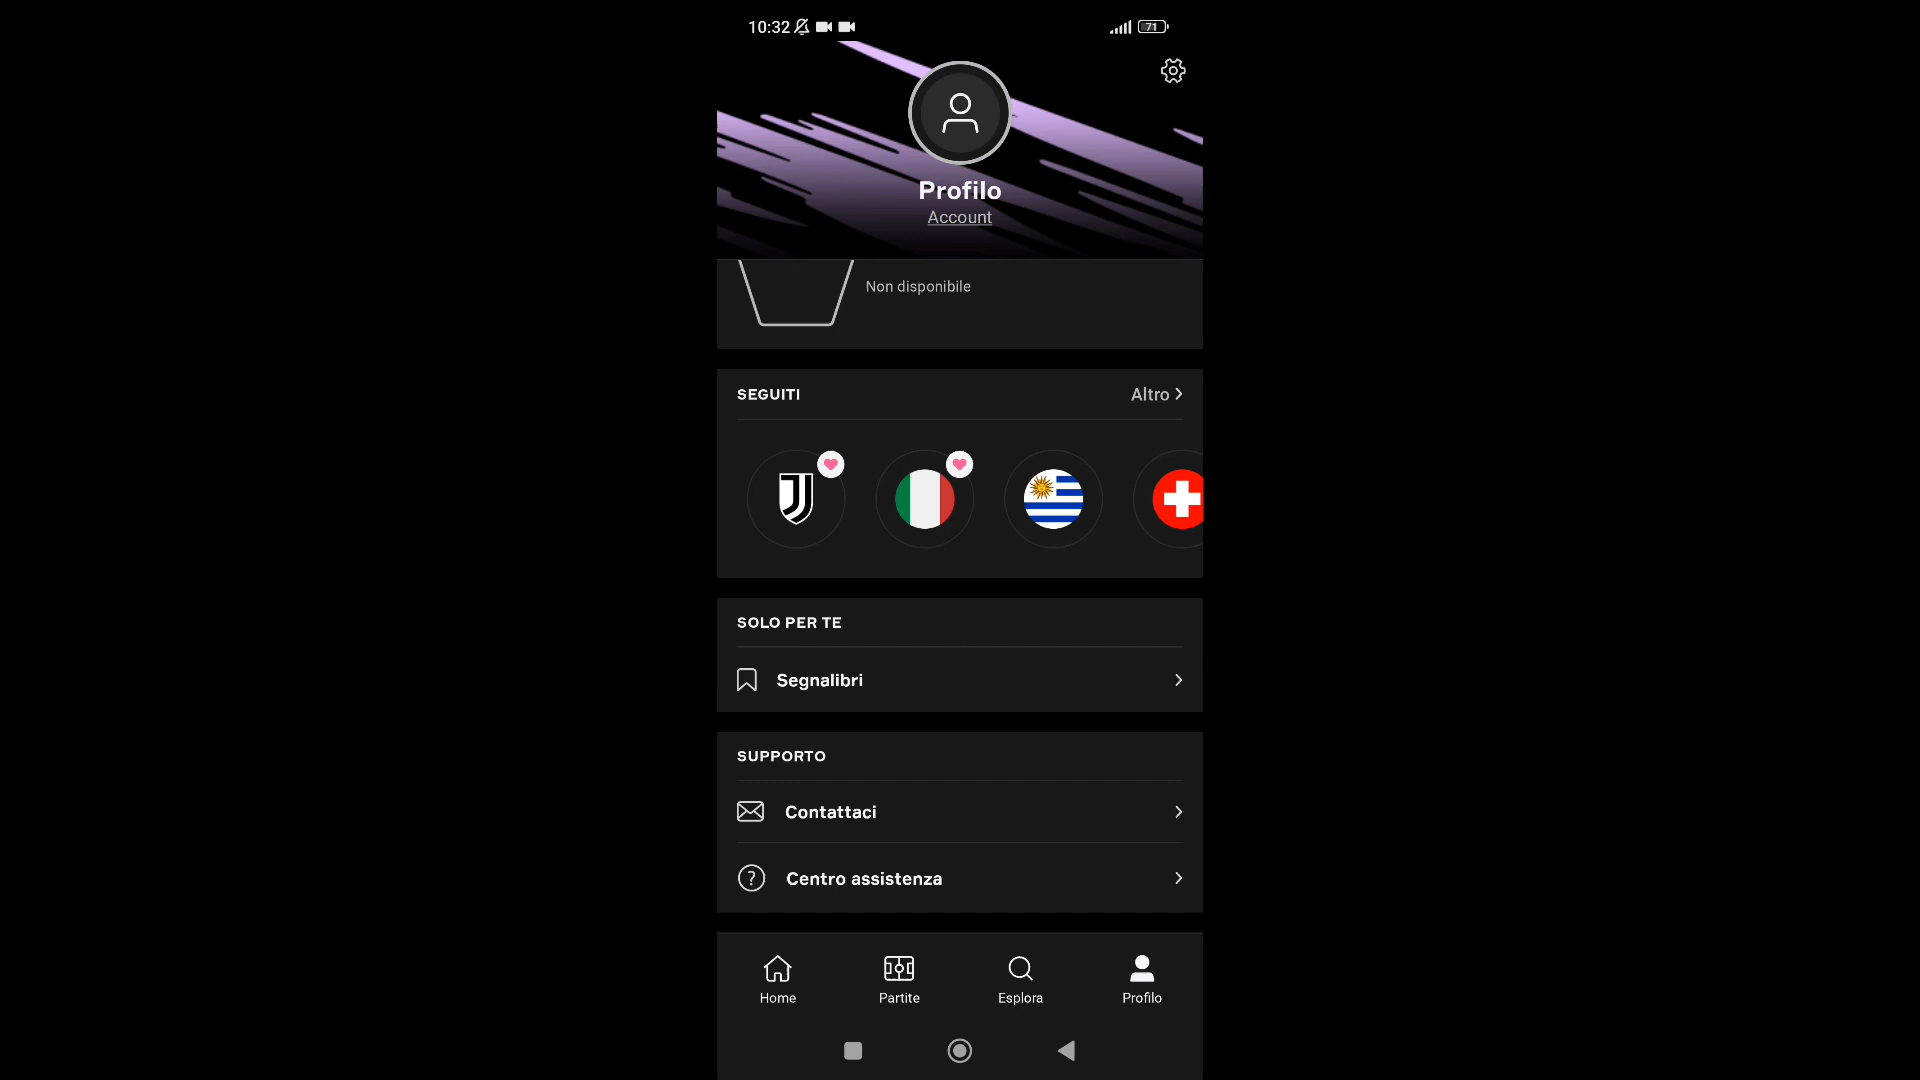 10:32
71
Profilo
Account
Non disponibile
SEGUITI
Altro
SOLO PER TE
Segnalibri
SUPPORTO
Contattaci
Centro assistenza
Home
Partite
Esplora
Profilo